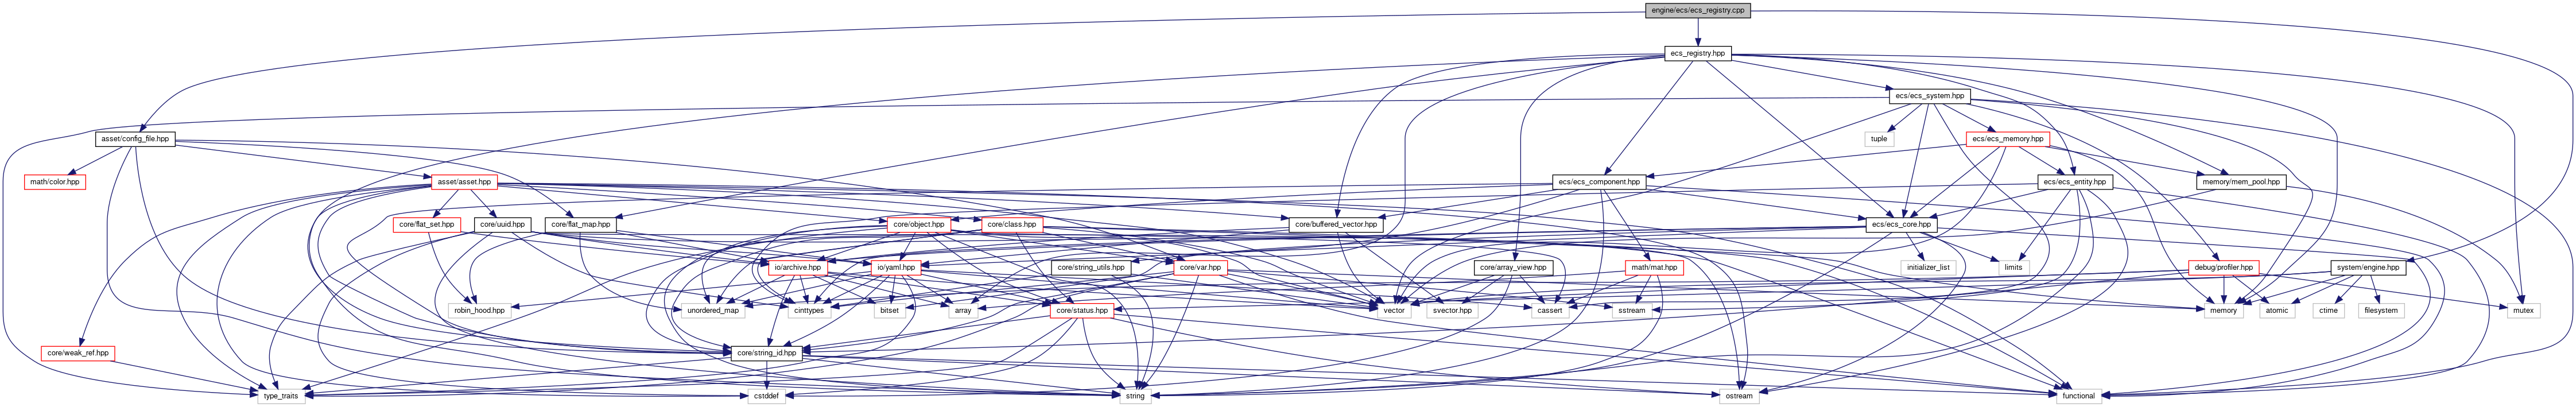 engine/ecs/ecs_registry.cpp
ecs_registry.hpp
ecs/ecs_system.hpp
asset/config_file.hpp
tuple
ecs/ecs_memory.hpp
math/color.hpp
asset/asset.hpp
ecs/ecs_component.hpp
ecs/ecs_entity.hpp
memory/mem_pool.hpp
core/flat_set.hpp
core/uuid.hpp
core/flat_map.hpp
core/object.hpp
core/class.hpp
core/buffered_vector.hpp
ecs/ecs_core.hpp
io/archive.hpp
io/yaml.hpp
core/string_utils.hpp
core/var.hpp
core/array_view.hpp
math/mat.hpp
initializer_list
limits
debug/profiler.hpp
system/engine.hpp
robin_hood.hpp
unordered_map
cinttypes
bitset
array
core/status.hpp
vector
svector.hpp
cassert
sstream
memory
atomic
ctime
filesystem
mutex
core/weak_ref.hpp
core/string_id.hpp
type_traits
cstddef
string
ostream
functional